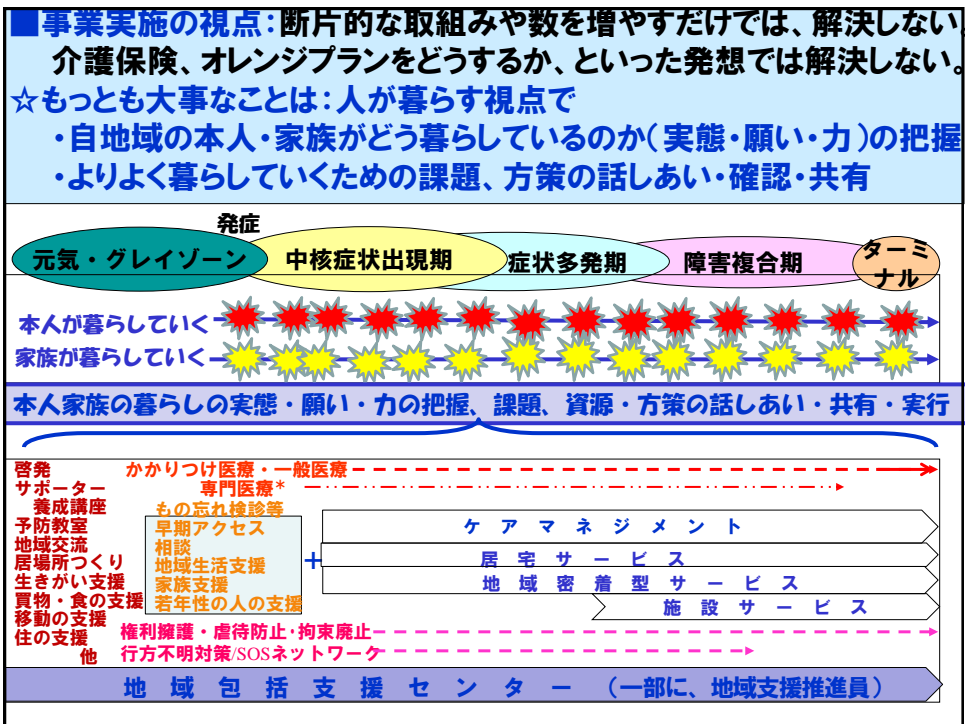 ■事業実施の視点：断片的な取組みや数を増やすだけでは、解決しない。
介護保険、オレンジプランをどうするか、といった発想では解決しない。
☆もっとも大事なことは：人が暮らす視点で
・自地域の本人・家族がどう暮らしているのか（実態・願い・力）の把握
・よりよく暮らしていくための課題、方策の話しあい・確認・共有
発症
元気・グレイゾーン
中核症状出現期
症状多発期
障害複合期
ターミ
ナル
本人が暮らしていく
家族が暮らしていく
本人家族の暮らしの実態・願い・力の把握、課題、資源・方策の話しあい・共有・実行
啓発
サポーター
養成講座
予防教室
地域交流
居場所つくり
生きがい支援
買物・食の支援
移動の支援
住の支援
他
かかりつけ医療・一般医療
専門医療*
もの忘れ検診等
早期アクセス
相談
地域生活支援
家族支援
若年性の人の支援
+
ケアマネジメント
居宅サービス
地域密着型サービス
施設サービス
権利擁護・虐待防止・拘束廃止
行方不明対策/SOSネットワーク
地域包括支援センター（一部に、地域支援推進員）